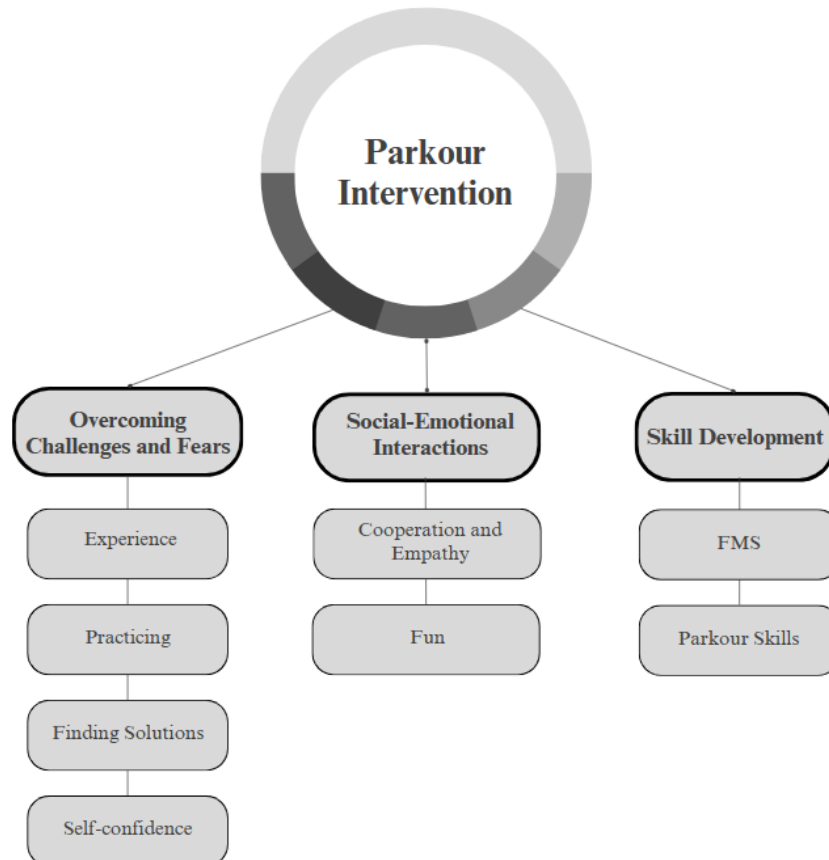 Parkour
Intervention
Overcoming
Challenges and Fears
Experience
Practicing
Finding Solutions
Self-confidence
Social-Emotional
Interactions
Cooperation and
Empathy
Fun
Skill Development
FMS
Parkour Skills